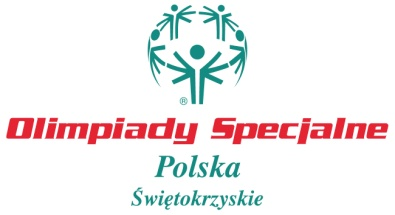 ®
Olimpiady Specjalne
Polska
Świętokrzyskie